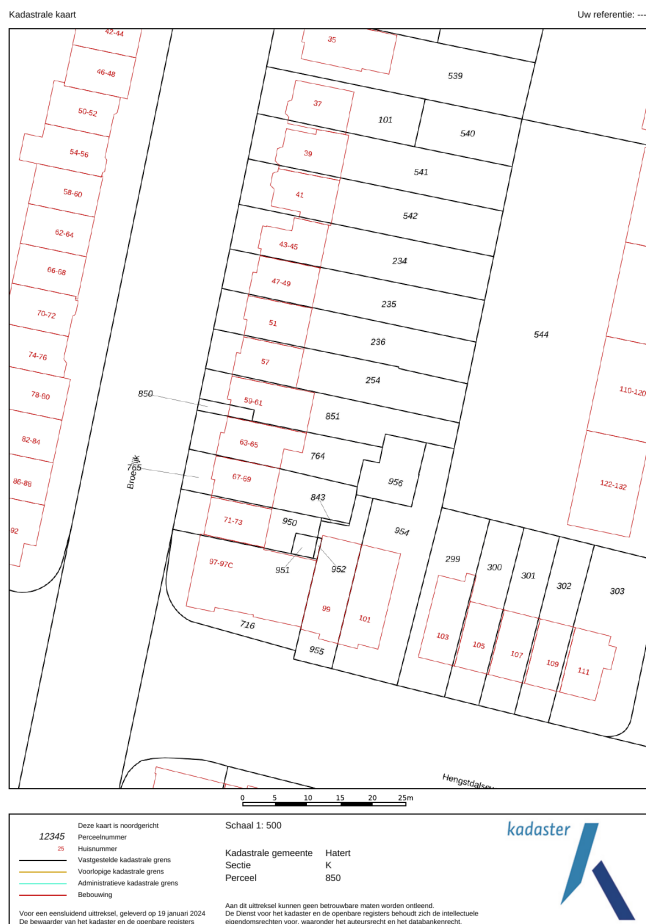 Kadastrale kaart
Uw referentie: ---
42-44
35
46-48
539
50-52
37
101
540
54-56
39
541
58-60
41
542
62-64
43-45
234
66-68
47-49
235
70-72
51
236
544
74-76
57
254
78-80
850
59-61
851
82-84
63-65
764
765
67-69
86-88
956
122-132
843
92
71-73
950
954
Broerdijk
97-97C
951
952
299
300
301
302
303
99
101
716
955
103
105
107
109
111
0 5 10 15 20 25m
12345
25
Deze kaart is noordgericht
Perceelnummer
Huisnummer
Vastgestelde kadastrale grens
Voorlopige kadastrale grens
Administratieve kadastrale grens
Bebouwing
Voor een eensluidend uittreksel, geleverd op 19 januari 2024
De bewaarder van het kadaster en de openbare registers
Schaal 1: 500
Kadastrale gemeente Hatert
Sectie K
Perceel 850
Aan dit uittreksel kunnen geen betrouwbare maten worden ontleend.
De Dienst voor het kadaster en de openbare registers behoudt zich de intellectuele
eigendomsrechten voor, waaronder het auteursrecht en het databankenrecht.
kadaster